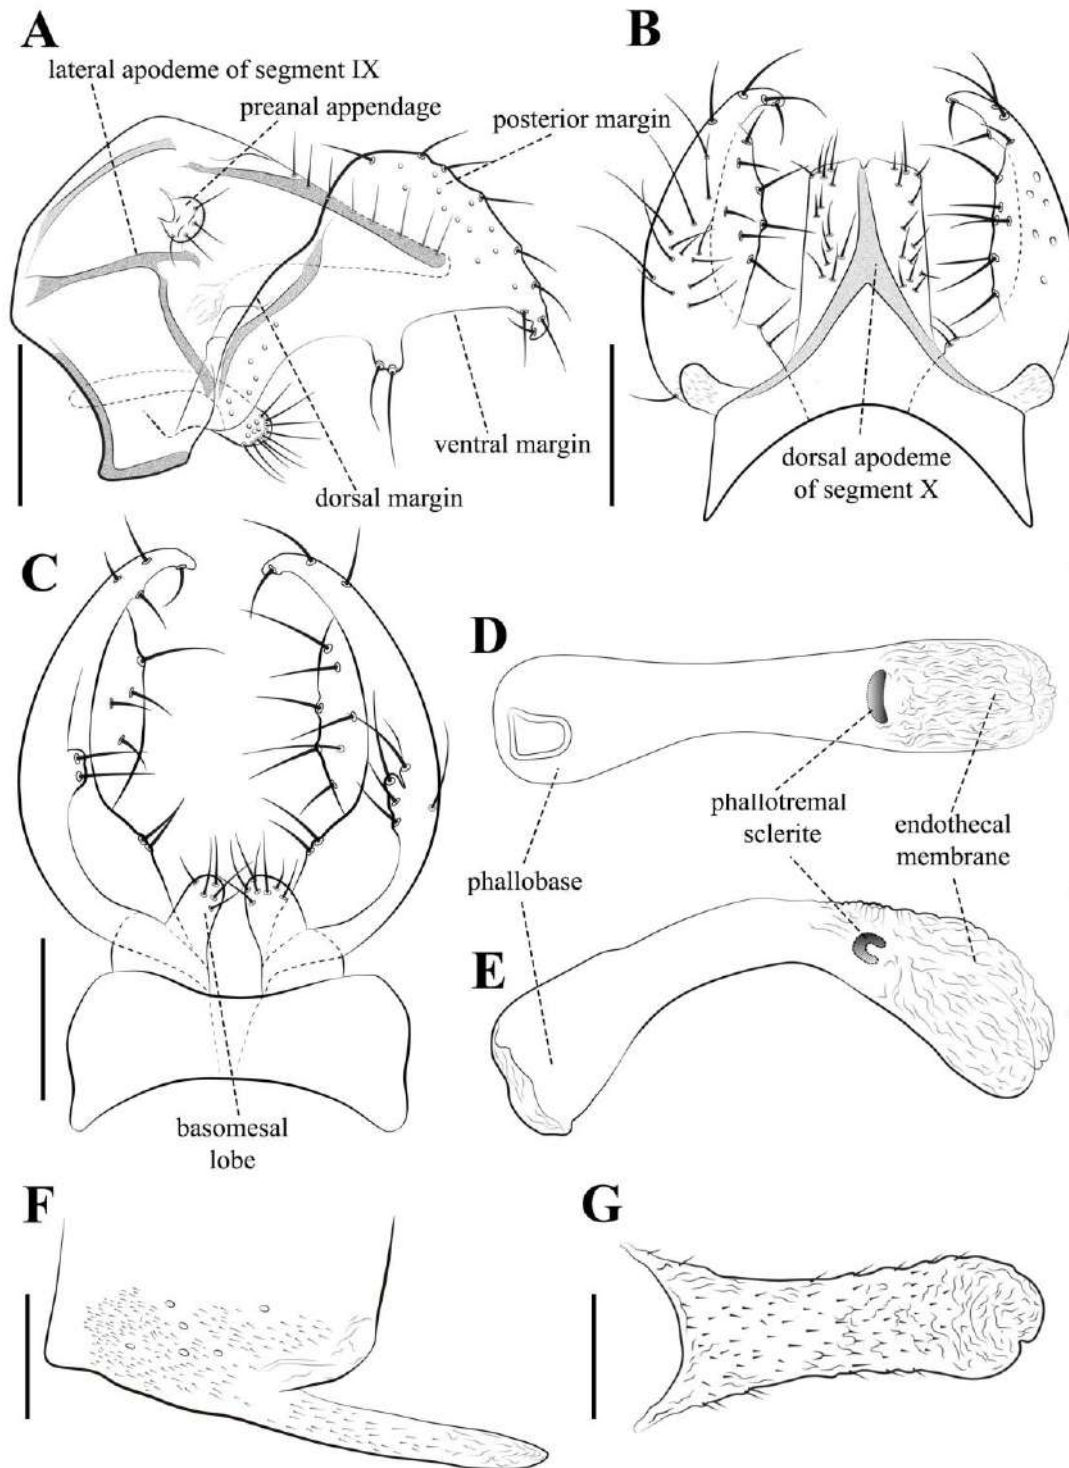 A
lateral apodeme of segment IX
preanal appendage
posterior margin
ventral margin
dorsal margin
B
dorsal apodeme
of segment X
C
basomesal
lobe
D
phallotremal
sclerite
endothecal
membrane
phallobase
E
F
G